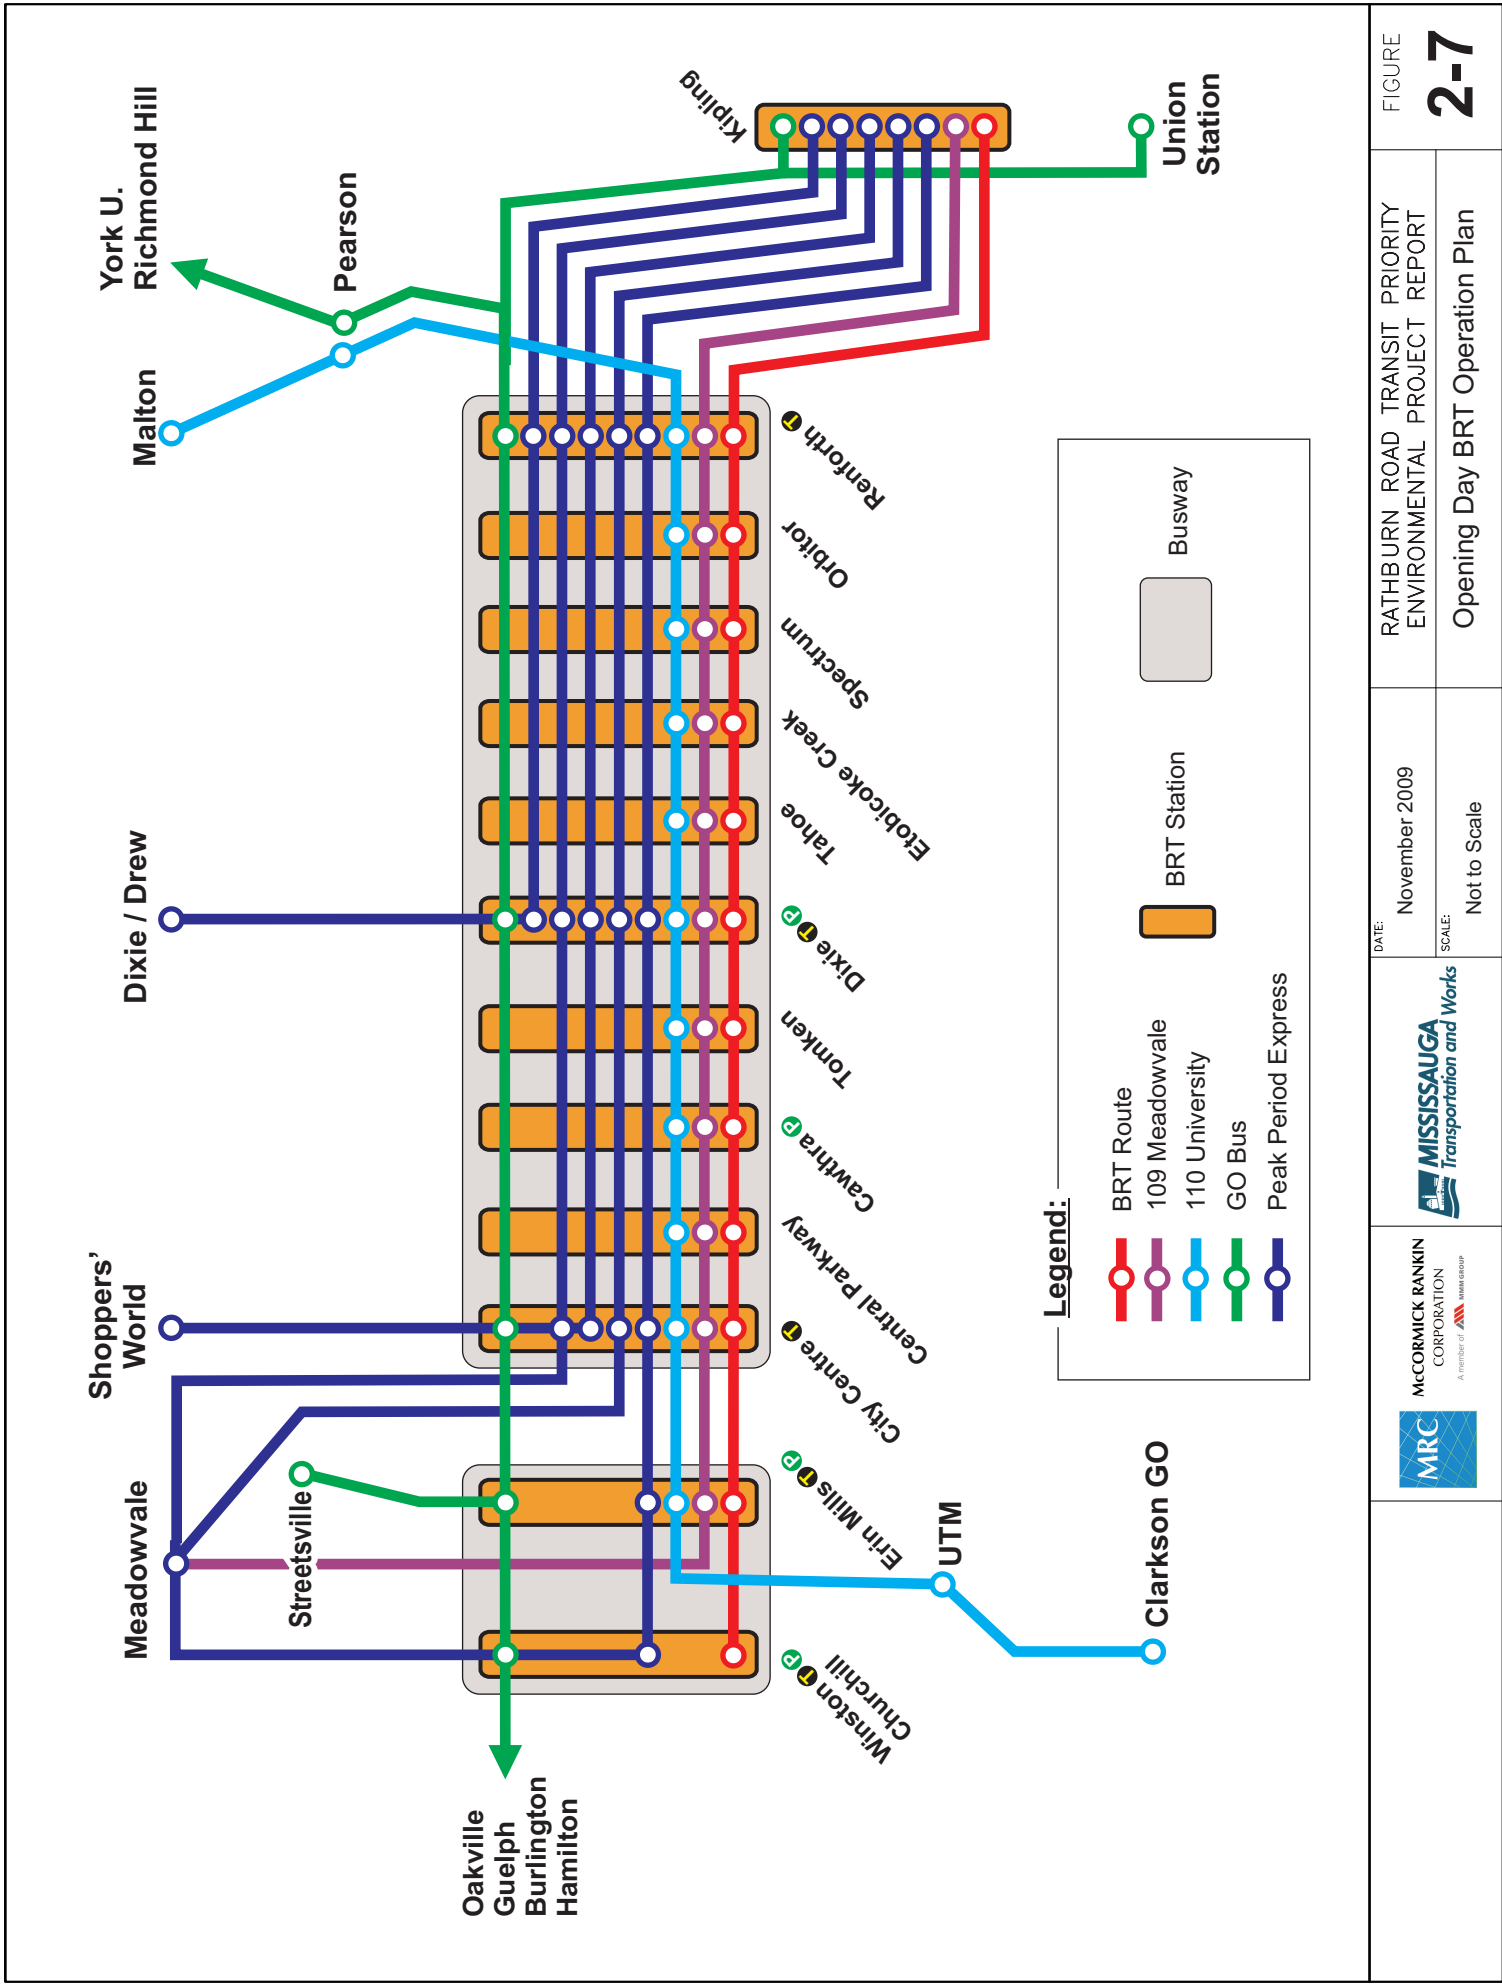 York U.
Richmond Hill
Pearson
Malton
Dixie / Drew
Shoppers’
World
Meadowvale
Streetsville
Oakville
Guelph
Burlington
Hamilton
Kipling
Union
Station
Winston T P
Churchill
Erin Mills T P
City Centre T
Central Parkway
Cawthra P
Tomken
Dixie T P
Tahoe
Etobicoke Creek
Spectrum
Orbitor
Renforth T
UTM
Clarkson GO
Legend:
BRT Route
109 Meadowvale
110 University
GO Bus
Peak Period Express
BRT Station
Busway
MRC
McCORMICK RANKIN
CORPORATION
A member of MMM GROUP
MISSISSAUGA
Transportation and Works
DATE:
November 2009
SCALE:
Not to Scale
RATHBURN ROAD TRANSIT PRIORITY
ENVIRONMENTAL PROJECT REPORT
Opening Day BRT Operation Plan
FIGURE
2-7